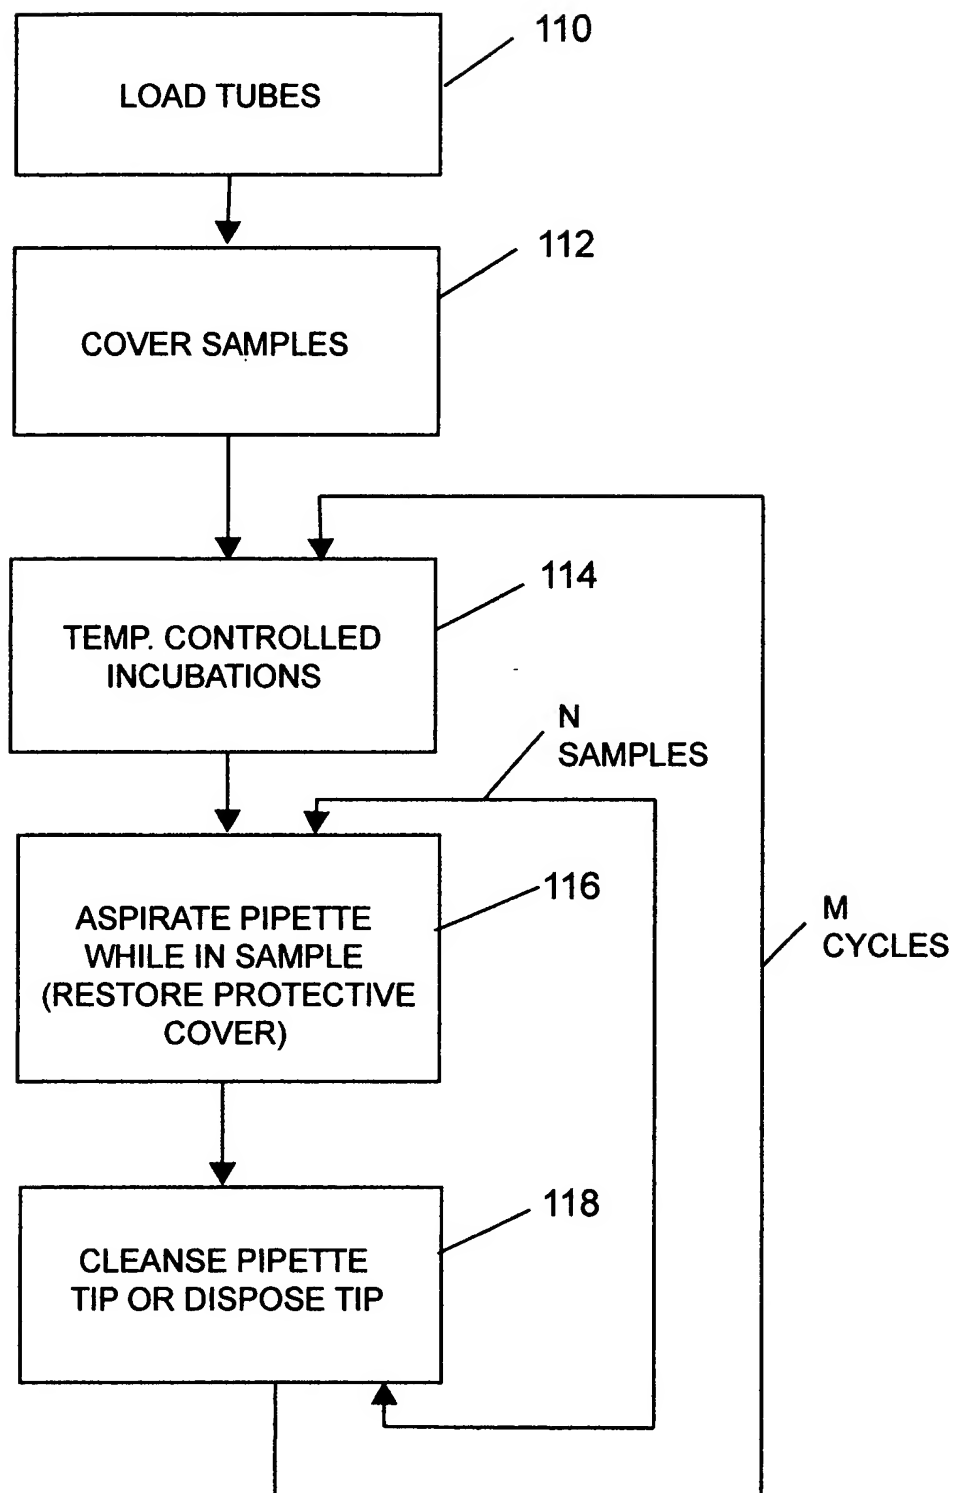 110
LOAD TUBES
112
COVER SAMPLES
114
TEMP. CONTROLLED
INCUBATIONS
N
SAMPLES
116
ASPIRATE PIPETTE
WHILE IN SAMPLE
(RESTORE PROTECTIVE
COVER)
M
CYCLES
118
CLEANSE PIPETTE
TIP OR DISPOSE TIP